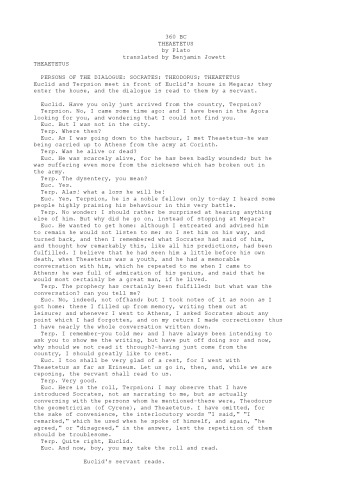 360 BC
THEAETETUS
by Plato
translated by Benjamin Jowett
THEAETETUS
PERSONS OF THE DIALOGUE: SOCRATES; THEODORUS; THEAETETUS
Euclid and Terpsion meet in front of Euclid's house in Megara; they
enter the house, and the dialogue is read to them by a servant.
Euclid. Have you only just arrived from the country, Terpsion?
Terpsion. No, I came some time ago: and I have been in the Agora
looking for you, and wondering that I could not find you.
Euc. But I was not in the city.
Terp. Where then?
Euc. As I was going down to the harbour, I met Theaetetus-he was
being carried up to Athens from the army at Corinth.
Terp. Was he alive or dead?
Euc. He was scarcely alive, for he has been badly wounded; but he
was suffering even more from the sickness which has broken out in
the army.
Terp. The dysentery, you mean?
Euc. Yes.
Terp. Alas! what a loss he will be!
Euc. Yes, Terpsion, he is a noble fellow; only to-day I heard some
people highly praising his behaviour in this very battle.
Terp. No wonder; I should rather be surprised at hearing anything
else of him. But why did he go on, instead of stopping at Megara?
Euc. He wanted to get home: although I entreated and advised him
to remain he would not listen to me; so I set him on his way, and
turned back, and then I remembered what Socrates had said of him,
and thought how remarkably this, like all his predictions, had been
fulfilled. I believe that he had seen him a little before his own
death, when Theaetetus was a youth, and he had a memorable
conversation with him, which he repeated to me when I came to
Athens; he was full of admiration of his genius, and said that he
would most certainly be a great man, if he lived.
Terp. The prophecy has certainly been fulfilled; but what was the
conversation? can you tell me?
Euc. No, indeed, not offhand; but I took notes of it as soon as I
got home; these I filled up from memory, writing them out at
leisure; and whenever I went to Athens, I asked Socrates about any
point which I had forgotten, and on my return I made corrections; thus
I have nearly the whole conversation written down.
Terp. I remember-you told me; and I have always been intending to
ask you to show me the writing, but have put off doing so; and now,
why should we not read it through?-having just come from the
country, I should greatly like to rest.
Euc. I too shall be very glad of a rest, for I went with
Theaetetus as far as Erineum. Let us go in, then, and, while we are
reposing, the servant shall read to us.
Terp. Very good.
Euc. Here is the roll, Terpsion; I may observe that I have
introduced Socrates, not as narrating to me, but as actually
conversing with the persons whom he mentioned-these were, Theodorus
the geometrician (of Cyrene), and Theaetetus. I have omitted, for
the sake of convenience, the interlocutory words "I said," "I
remarked," which he used when he spoke of himself, and again, "he
agreed," or "disagreed," in the answer, lest the repetition of them
should be troublesome.
Terp. Quite right, Euclid.
Euc. And now, boy, you may take the roll and read.
Euclid's servant reads.